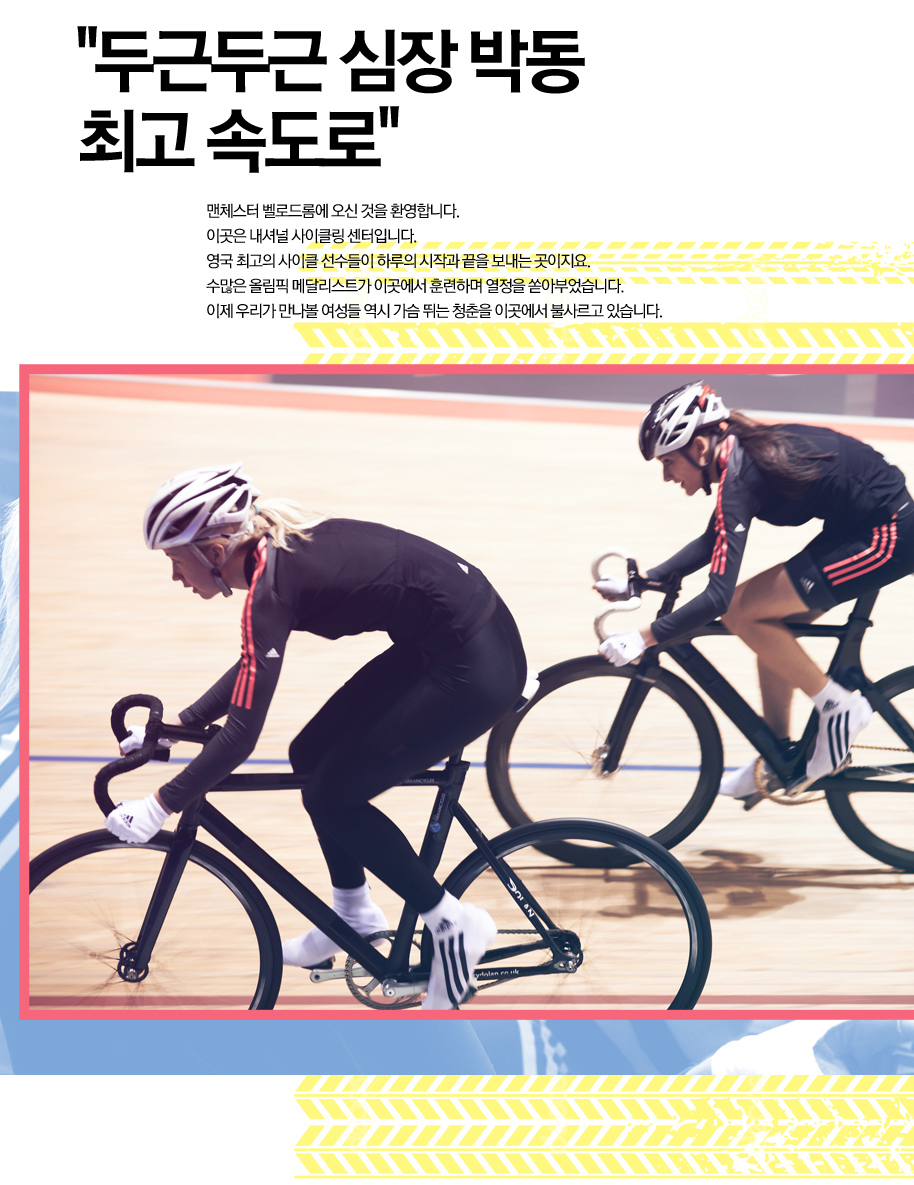 "두근두근 심장 박동
최고 속도로"
맨체스터 벨로드롬에 오신 것을 환영합니다.
이곳은 내셔널 사이클링 센터입니다.
영국 최고의 사이클 선수들이 하루의 시작과 끝을 보내는 곳이지요.
수많은 올림픽 메달리스트가 이곳에서 훈련하며 열정을 쏟아부었습니다.
이제 우리가 만나볼 여성들 역시 가슴 뛰는 청춘을 이곳에서 불사르고 있습니다.
adidas
adidas
ydolan.co.uk